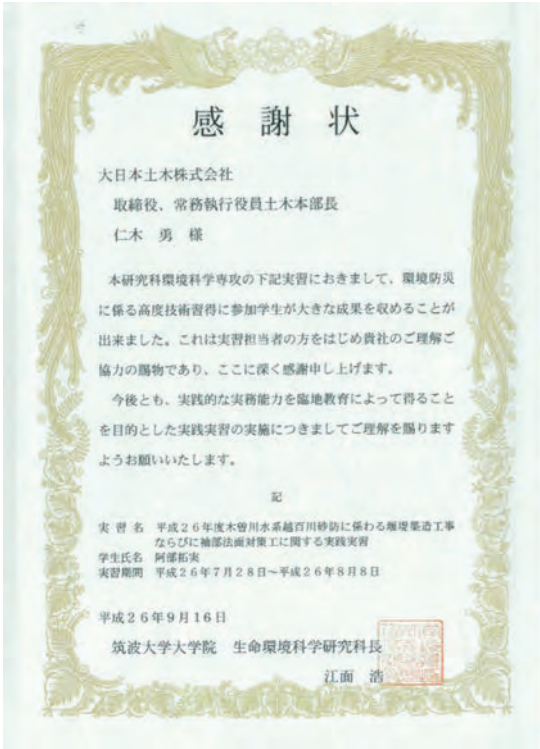 感謝状
大日本土木株式会社
取締役、常務執行役員土木本部長
仁木 勇 様
本研究科環境科学専攻の下記実習におきまして、環境防災
に係る高度技術習得に参加学生が大きな成果を収めることが
出来ました。これは実習担当者の方をはじめ貴社のご理解ご
協力の賜物であり、ここに深く感謝申し上げます。
今後とも、実践的な実務能力を臨地教育によって得ること
を目的とした実践実習の実施につきましてご理解を賜ります
ようお願いいたします。
記
実習名 平成26年度木曽川水系越百川砂防に係わる堰堤築造工事
ならびに袖部法面対策工に関する実践実習
学生氏名 阿部拓実
実習期間 平成26年7月28日～平成26年8月8日
平成26年9月16日
筑波大学大学院 生命環境科学研究科長
江面 浩